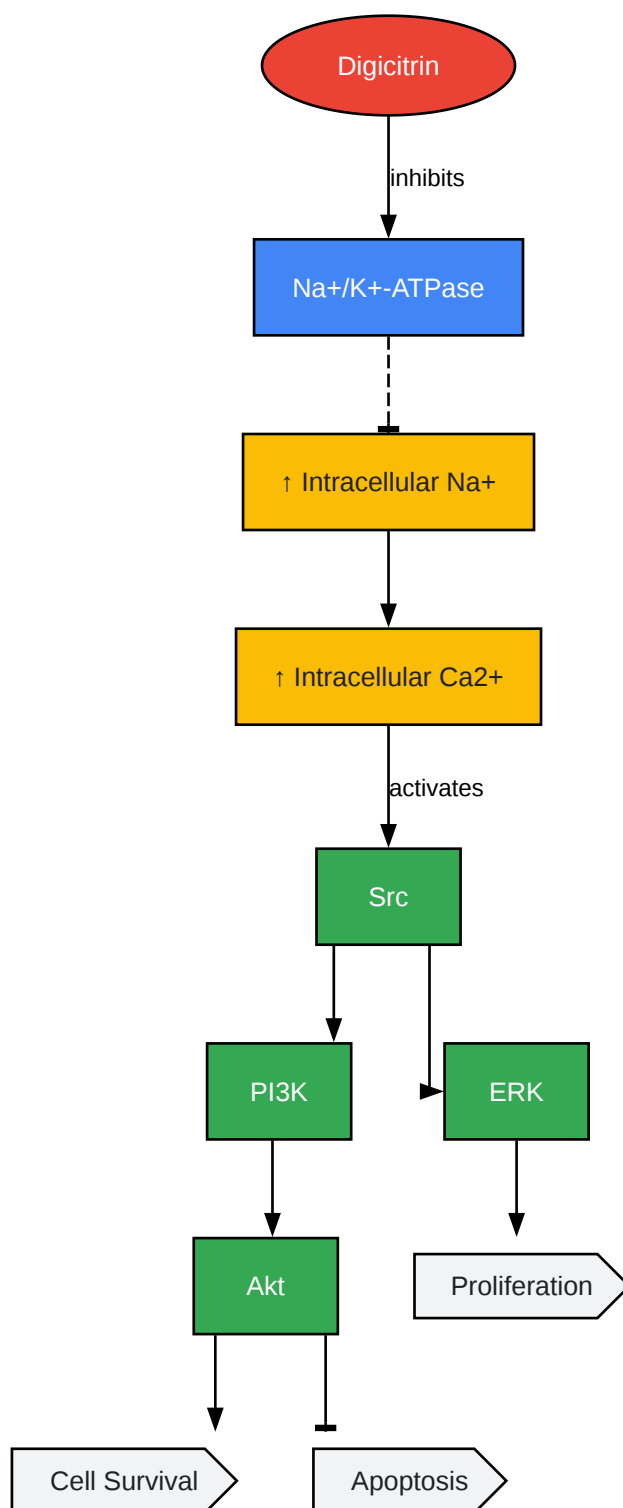 Digicitrin
inhibits
Na+/K+-ATPase
↑ Intracellular Na+
↑ Intracellular Ca2+
activates
Src
PI3K
ERK
Akt
Proliferation
Cell Survival
Apoptosis